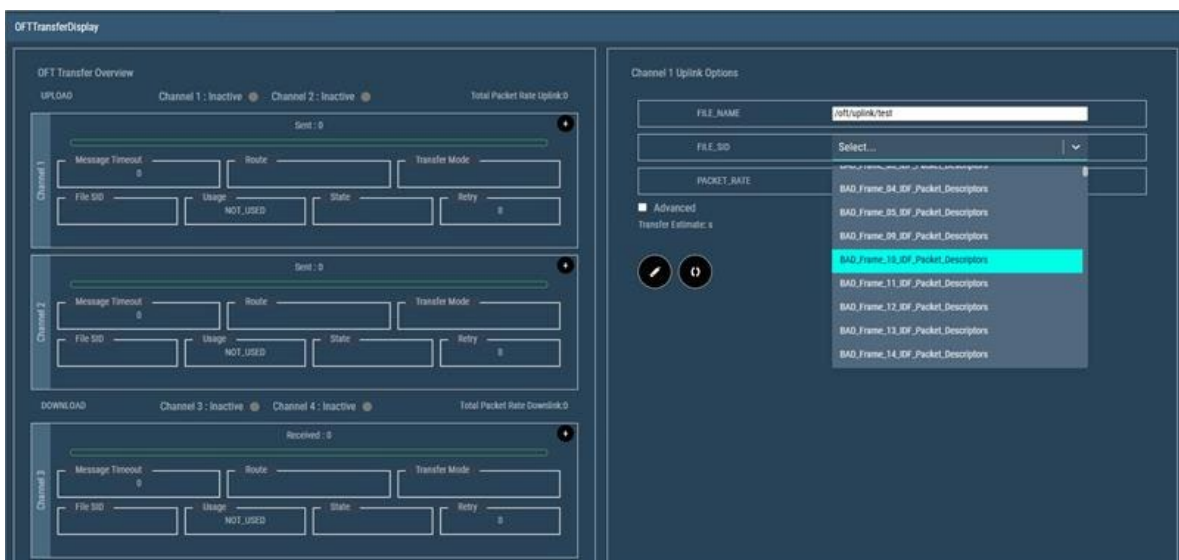 OFTTransferDisplay
OFT Transfer Overview
UPLOAD Channel 1 : Inactive Channel 2 : Inactive Total Packet Rate Uplink:0
Channel 1
Sent : 0
Message Timeout Route Transfer Mode
0
File SID Usage State Retry
NOT_USED 0
Channel 2
Sent : 0
Message Timeout Route Transfer Mode
0
File SID Usage State Retry
NOT_USED 0
DOWNLOAD Channel 3 : Inactive Channel 4 : Inactive Total Packet Rate Downlink:0
Channel 3
Received : 0
Message Timeout Route Transfer Mode
0
File SID Usage State Retry
NOT_USED 0
Channel 1 Uplink Options
FILE_NAME /oft/uplink/test
FILE_SID Select...
PACKET_RATE
Advanced
Transfer Estimate: s
BAD_Frame_04_IDF_Packet_Descriptors
BAD_Frame_05_IDF_Packet_Descriptors
BAD_Frame_09_IDF_Packet_Descriptors
BAD_Frame_10_IDF_Packet_Descriptors
BAD_Frame_11_IDF_Packet_Descriptors
BAD_Frame_12_IDF_Packet_Descriptors
BAD_Frame_13_IDF_Packet_Descriptors
BAD_Frame_14_IDF_Packet_Descriptors